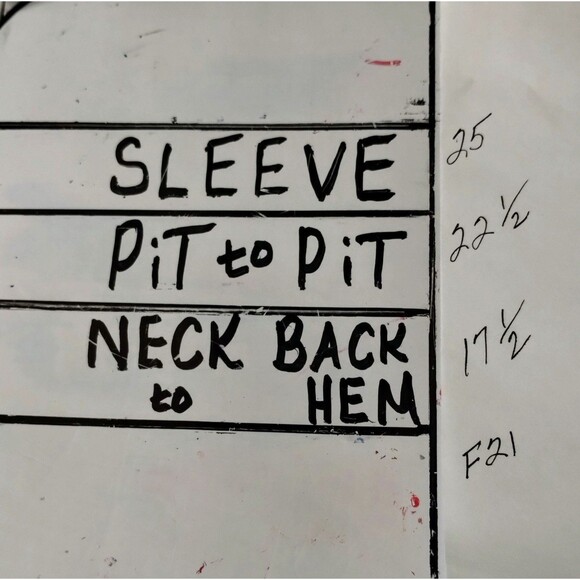 SLEEVE 25
PiT to PiT 22 1/2
NECK BACK 17 1/2
to HEM
F21